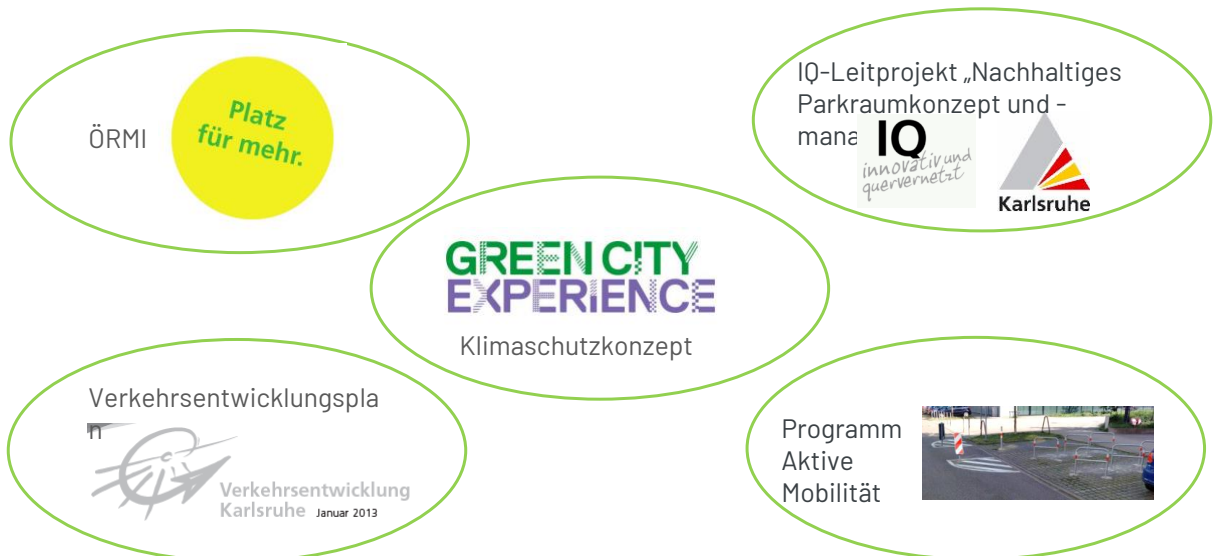 ÖRMI
Platz
für mehr.
IQ-Leitprojekt „Nachhaltiges
Parkraumkonzept und -
mana
IQ
innovativ und
quervernetzt
Karlsruhe
GREEN CITY
EXPERIENCE
Klimaschutzkonzept
Verkehrsentwicklungspla
n
Verkehrsentwicklung
Karlsruhe Januar 2013
Programm
Aktive
Mobilität